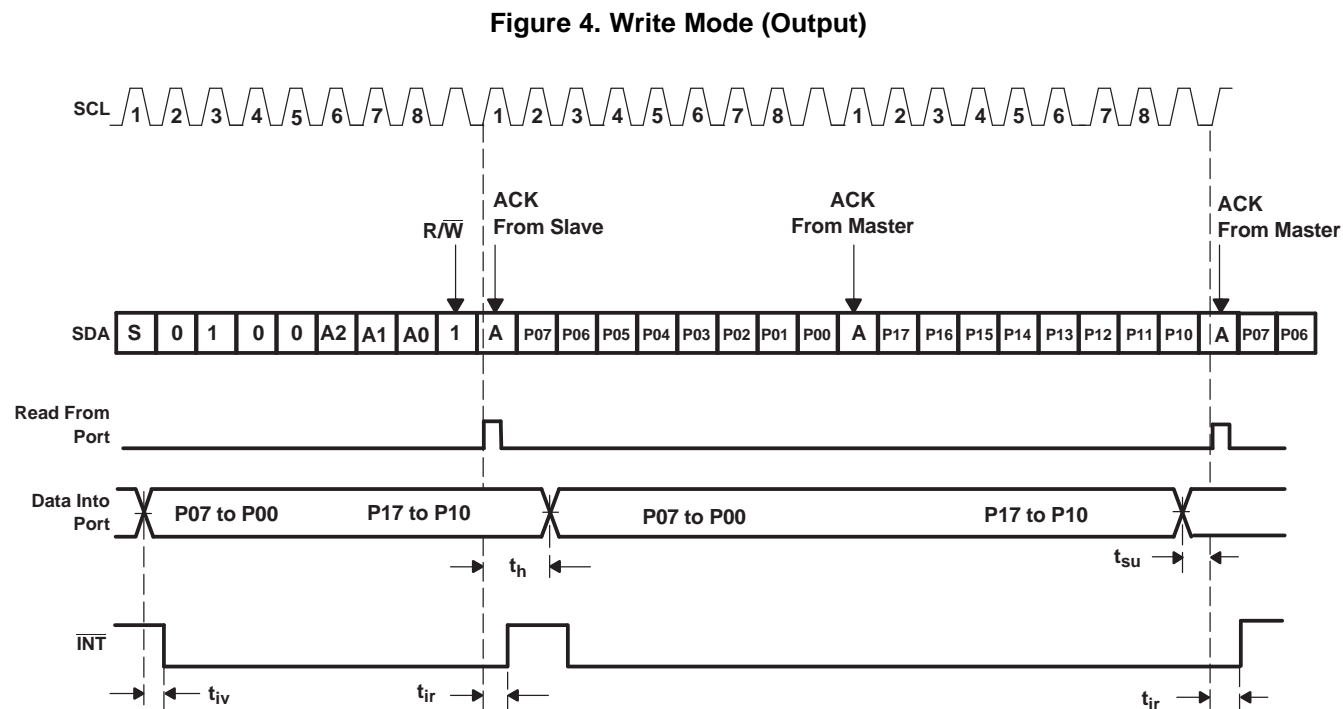 Figure 4. Write Mode (Output)
SCL 1 2 3 4 5 6 7 8 1 2 3 4 5 6 7 8 1 2 3 4 5 6 7 8
R/W̅
ACK
From Slave
ACK
From Master
ACK
From Master
SDA S 0 1 0 0 A2 A1 A0 1 A P07 P06 P05 P04 P03 P02 P01 P00 A P17 P16 P15 P14 P13 P12 P11 P10 A P07 P06
Read From
Port
Data Into
Port
P07 to P00 P17 to P10 P07 to P00 P17 to P10
th tsu
I̅N̅T̅
tiv tir tir